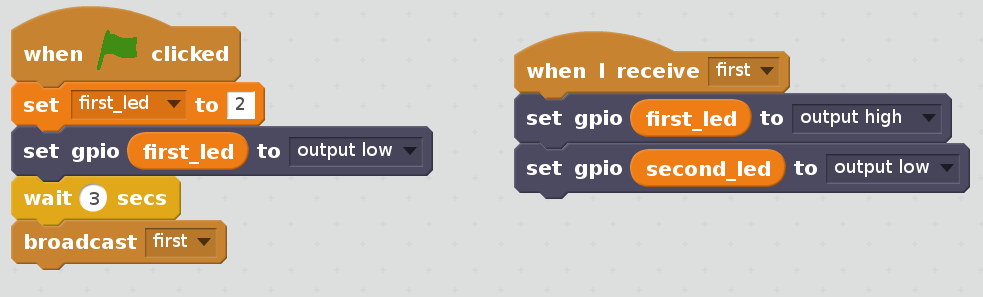 when clicked
set first_led to 2
set gpio first_led to output low
wait 3 secs
broadcast first
when I receive first
set gpio first_led to output high
set gpio second_led to output low